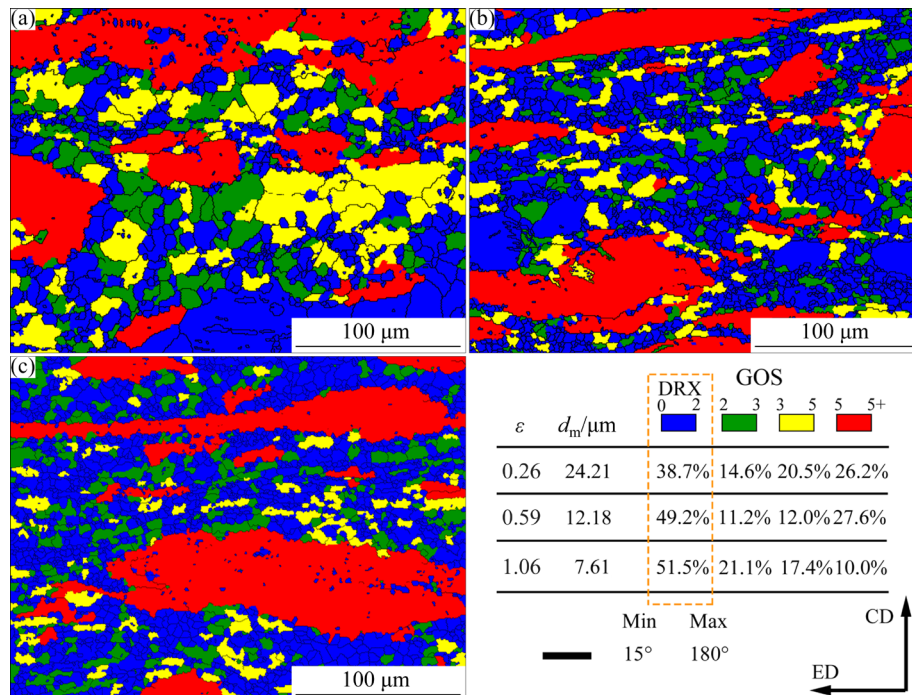 (a)
100 μm
(b)
100 μm
(c)
100 μm
GOS
DRX
0 2 2 3 3 5 5 5+
ε dm/μm
0.26 24.21 38.7% 14.6% 20.5% 26.2%
0.59 12.18 49.2% 11.2% 12.0% 27.6%
1.06 7.61 51.5% 21.1% 17.4% 10.0%
Min Max
15° 180°
CD
ED